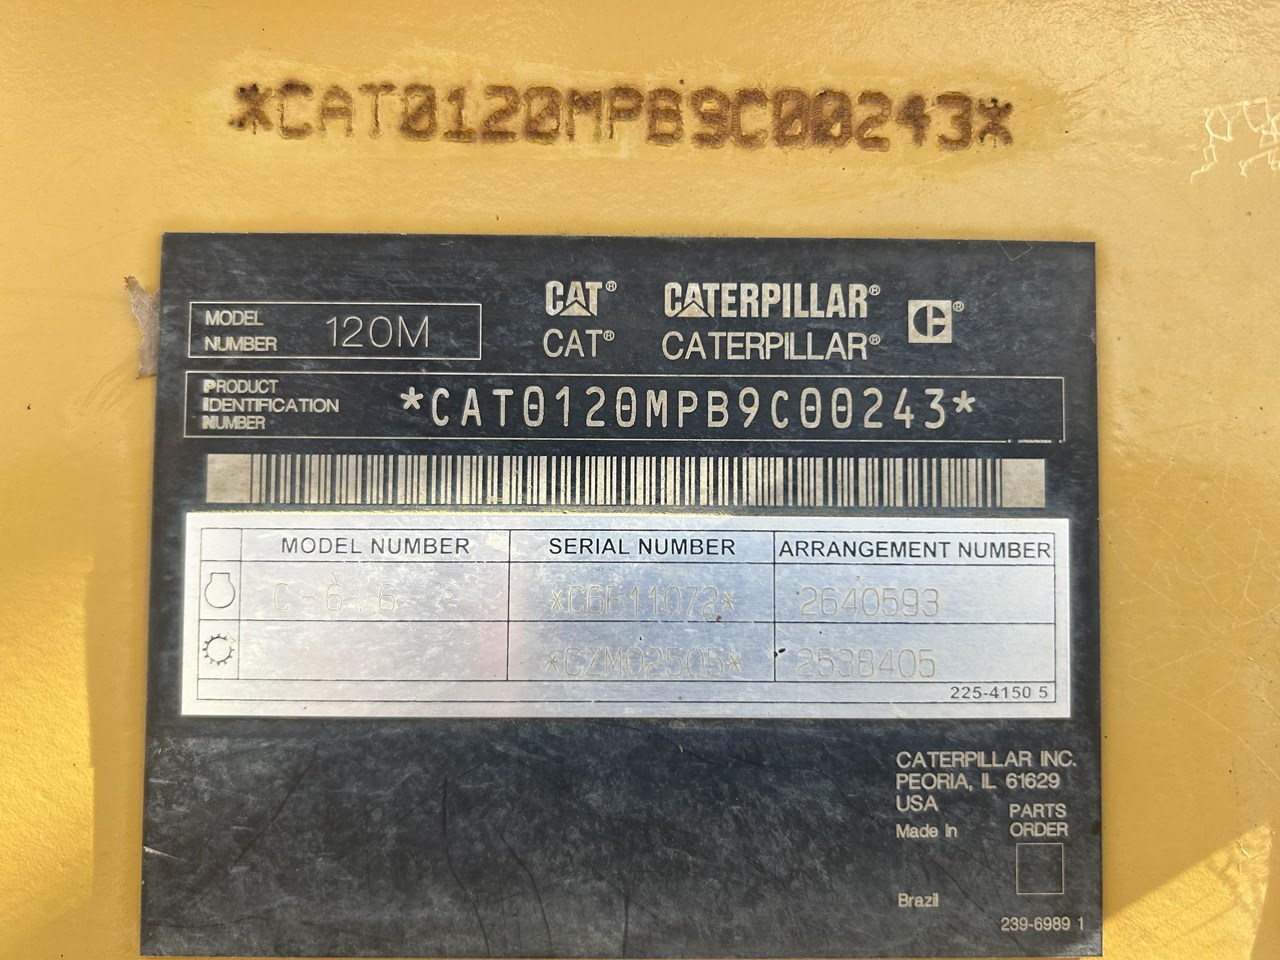 *CAT0120MPB9C00243*
MODEL NUMBER 120M
CAT® CATERPILLAR® C®
CAT® CATERPILLAR®
PRODUCT IDENTIFICATION NUMBER *CAT0120MPB9C00243*
MODEL NUMBER SERIAL NUMBER ARRANGEMENT NUMBER
C-6.6 *C6E11072* 2640593
*CZM02505* 2538405
225-4150 5
CATERPILLAR INC.
PEORIA, IL 61629
USA
Made in
Brazil
PARTS
ORDER
239-6989 1